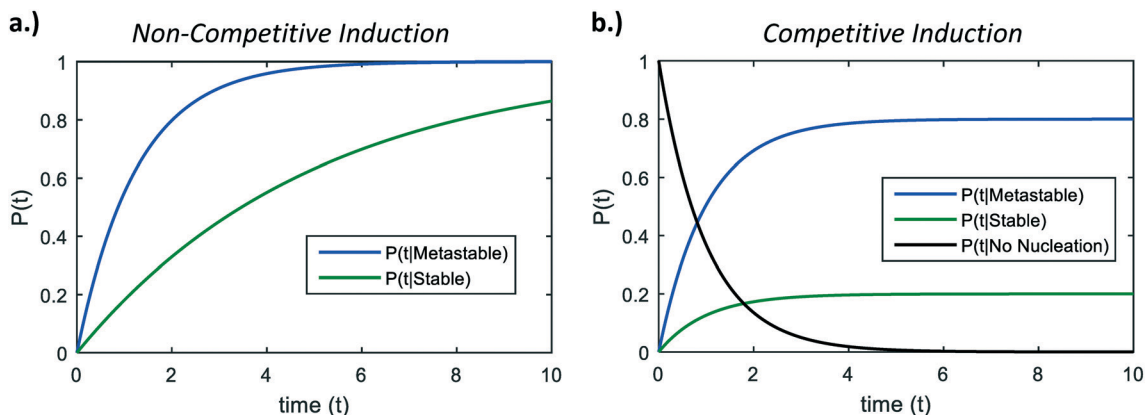 a.)
Non-Competitive Induction
1
0.8
0.6
0.4
0.2
0
P(t)
P(t|Metastable)
P(t|Stable)
0 2 4 6 8 10
time (t)
b.)
Competitive Induction
1
0.8
0.6
0.4
0.2
0
P(t)
P(t|Metastable)
P(t|Stable)
P(t|No Nucleation)
0 2 4 6 8 10
time (t)